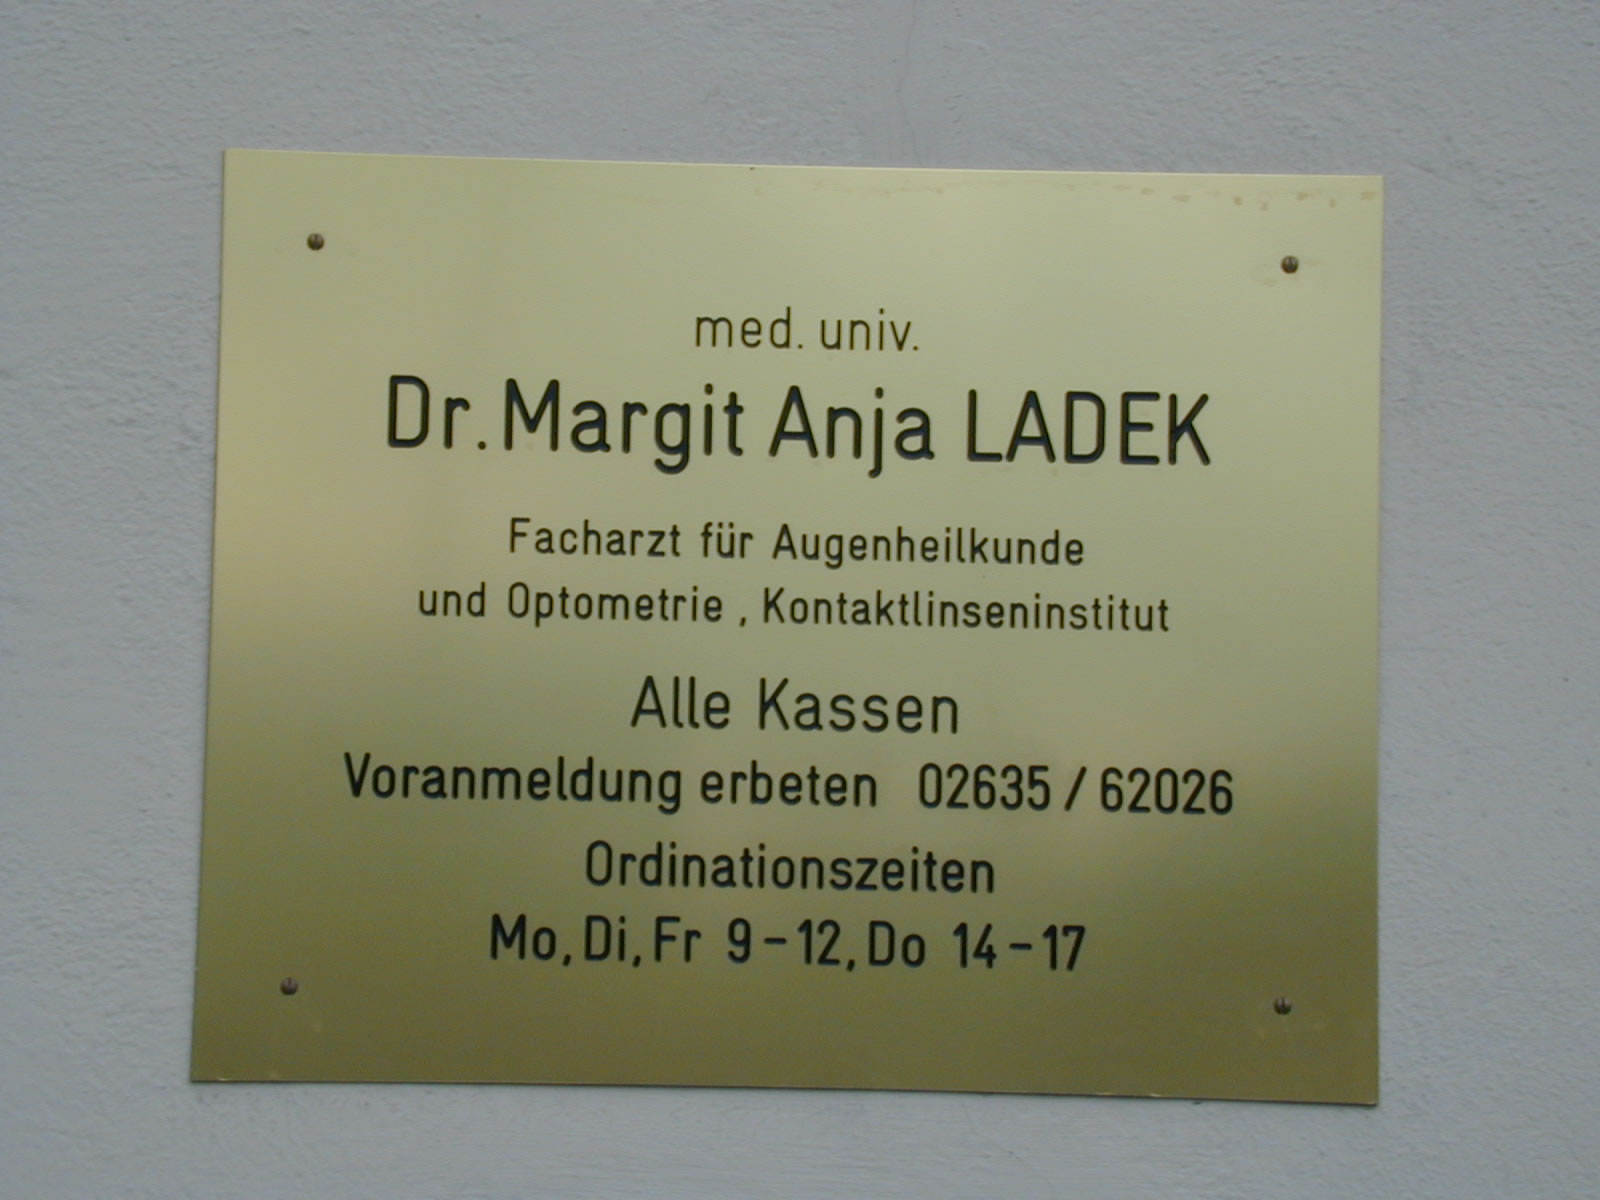 med. univ.
Dr. Margit Anja LADEK
Facharzt für Augenheilkunde
und Optometrie , Kontaktlinseninstitut
Alle Kassen
Voranmeldung erbeten 02635 / 62026
Ordinationszeiten
Mo, Di, Fr 9 - 12, Do 14 - 17